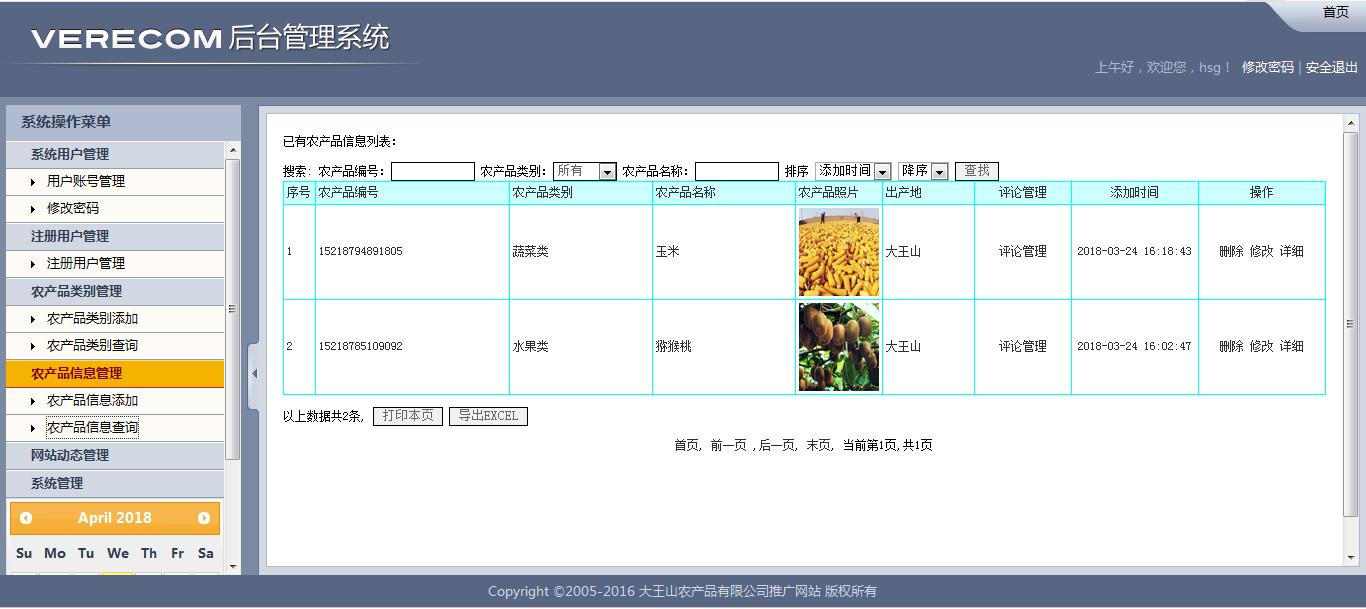 首页
VERECOM 后台管理系统
上午好，欢迎您，hsg！ 修改密码 | 安全退出
系统操作菜单
系统用户管理
用户账号管理
修改密码
注册用户管理
注册用户管理
农产品类别管理
农产品类别添加
农产品类别查询
农产品信息管理
农产品信息添加
农产品信息查询
网站动态管理
系统管理
April 2018
Su Mo Tu We Th Fr Sa
已有农产品信息列表：
搜索: 农产品编号： 农产品类别：所有 农产品名称： 排序 添加时间 降序 查找
序号 农产品编号 农产品类别 农产品名称 农产品照片 出产地 评论管理 添加时间 操作
1 15218794891805 蔬菜类 玉米 大王山 评论管理 2018-03-24 16:18:43 删除 修改 详细
2 15218785109092 水果类 猕猴桃 大王山 评论管理 2018-03-24 16:02:47 删除 修改 详细
以上数据共2条, 打印本页 导出EXCEL
首页, 前一页 ,后一页, 末页, 当前第1页,共1页
Copyright ©2005-2016 大王山农产品有限公司推广网站 版权所有